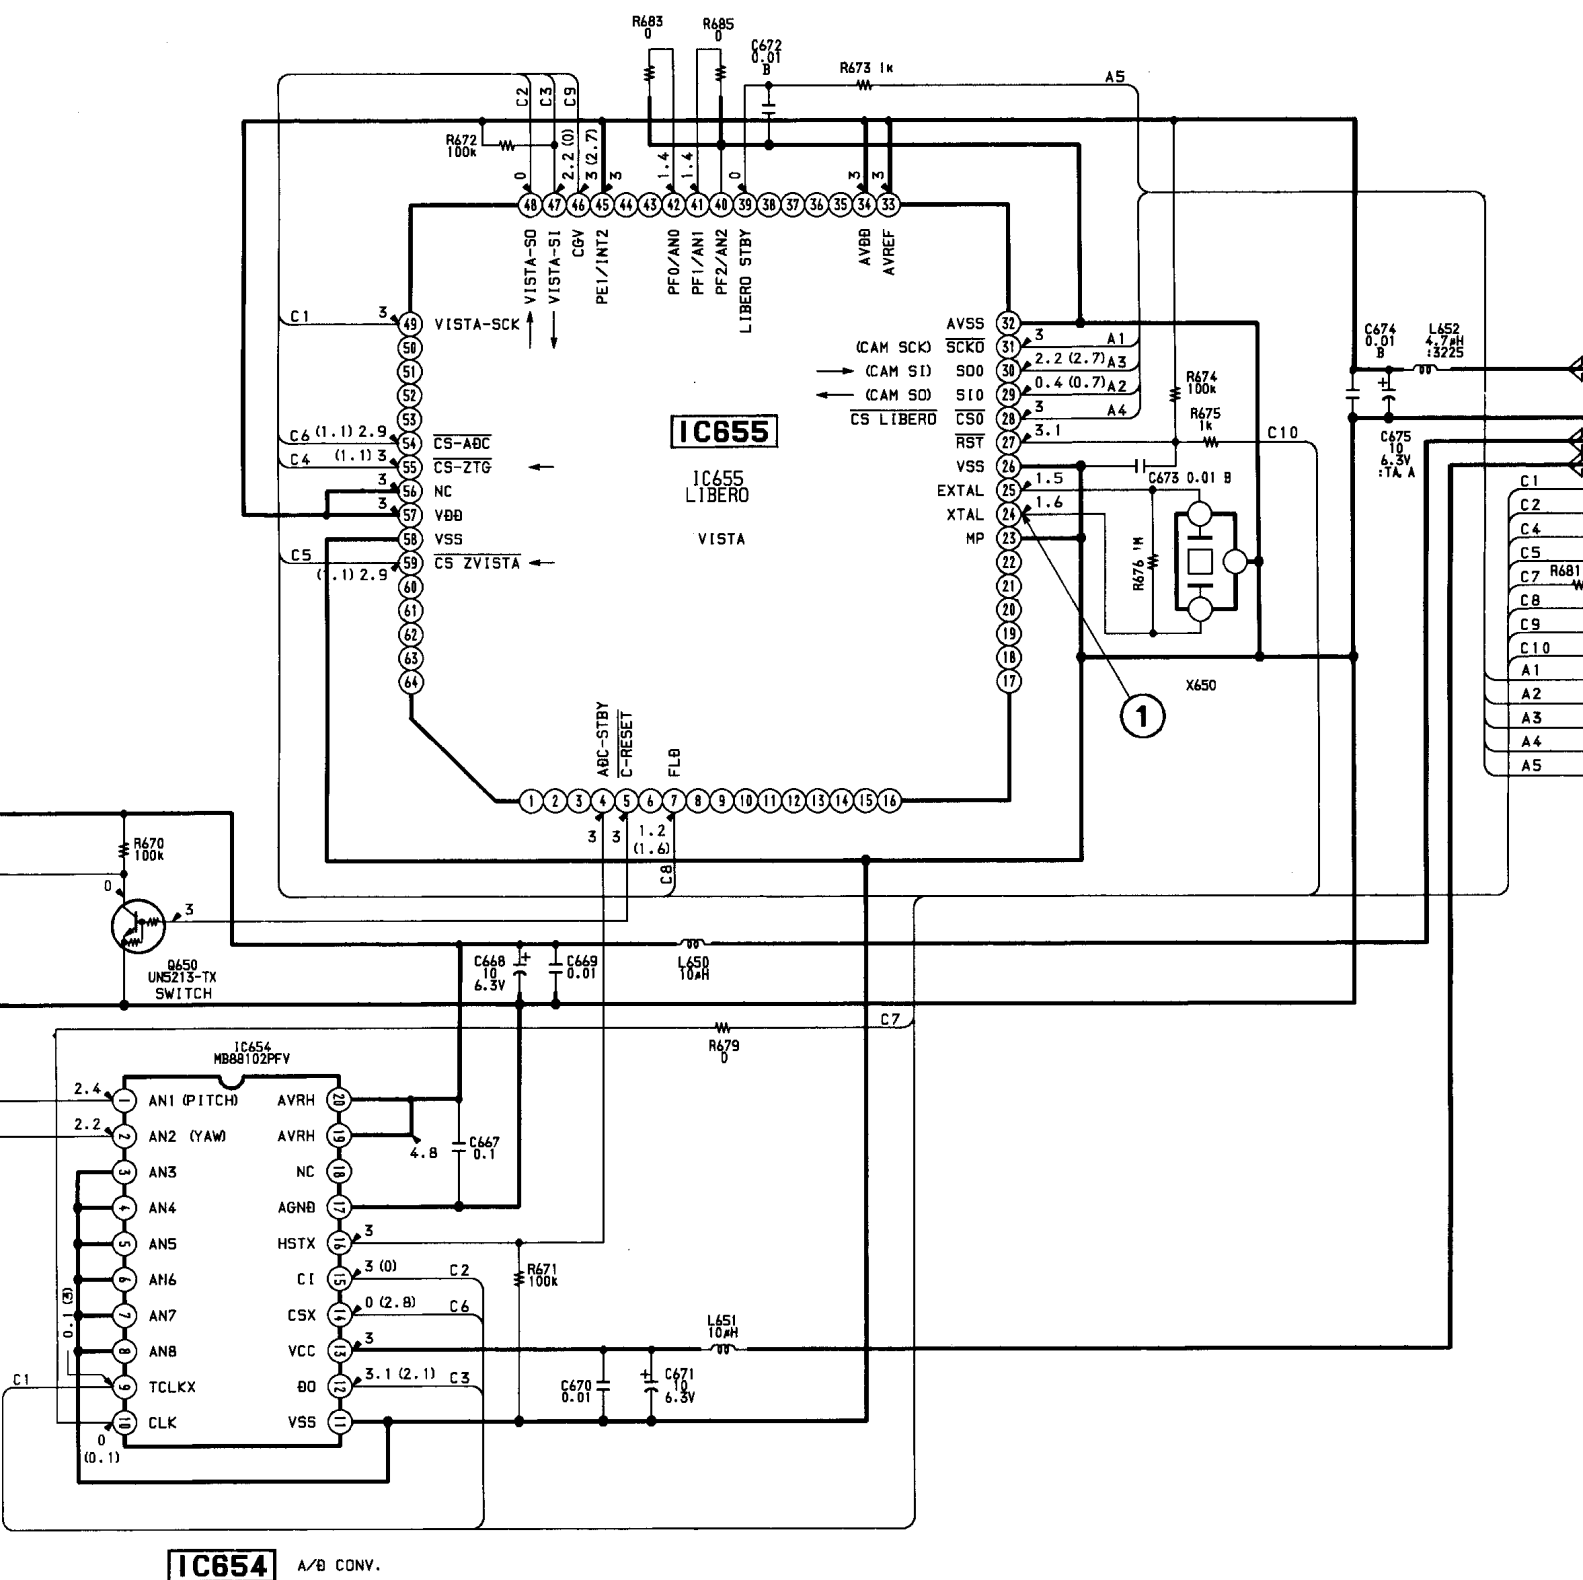 R683
0
R685
0
C672
0.01
B
R673 1k
A5
C2
C3
C9
R672
100k
0
2.2 (0)
3 (2.7)
3
1.4
1.4
0
3
3
48 47 46 45 44 43 42 41 40 39 38 37 36 35 34 33
VISTA-SO
VISTA-SI
CGV
PE1/INT2
PF0/AN0
PF1/AN1
PF2/AN2
LIBERO STBY
AVDD
AVREF
C1
3
49
VISTA-SCK
50
51
52
53
C6 (1.1) 2.9
54
CS-ADC
C4 (1.1) 3
55
CS-ZTG
3
56
NC
3
57
VDD
58
VSS
C5
(1.1) 2.9
59
CS ZVISTA
60
61
62
63
64
IC655
IC655
LIBERO
VISTA
AVSS
32
(CAM SCK) SCKO
31
3
A1
(CAM SI) SO0
30
2.2 (2.7) A3
(CAM SO) SI0
29
0.4 (0.7) A2
CS LIBERO CS0
28
3
A4
RST
27
3.1
VSS
26
EXTAL
25
1.5
XTAL
24
1.6
MP
23
22
21
20
19
18
17
R674
100k
R675
1k
C10
C673 0.01 B
R676 1M
X650
1
C674
0.01
B
L652
4.7µH
:3225
C675
10
6.3V
:TA, A
C1
C2
C4
C5
C7 R681
C8
C9
C10
A1
A2
A3
A4
A5
ADC-STBY
C-RESET
FLD
1 2 3 4 5 6 7 8 9 10 11 12 13 14 15 16
3
3
1.2
(1.6)
C8
R670
100k
0
3
Q650
UN5213-TX
SWITCH
C668
10
6.3V
C669
0.01
L650
10µH
C7
R679
0
IC654
MB88102PFV
2.4
1
AN1 (PITCH)
AVRH
20
2.2
2
AN2 (YAW)
AVRH
19
4.8
C667
0.1
3
AN3
NC
18
4
AN4
AGND
17
5
AN5
HSTX
16
3
6
AN6
CI
15
3 (0)
C2
R671
100k
0.1 (3)
7
AN7
CSX
14
0 (2.8)
C6
8
AN8
VCC
13
3
L651
10µH
C1
9
TCLKX
DO
12
3.1 (2.1)
C3
C670
0.01
C671
10
6.3V
10
CLK
VSS
11
0
(0.1)
IC654
A/D CONV.